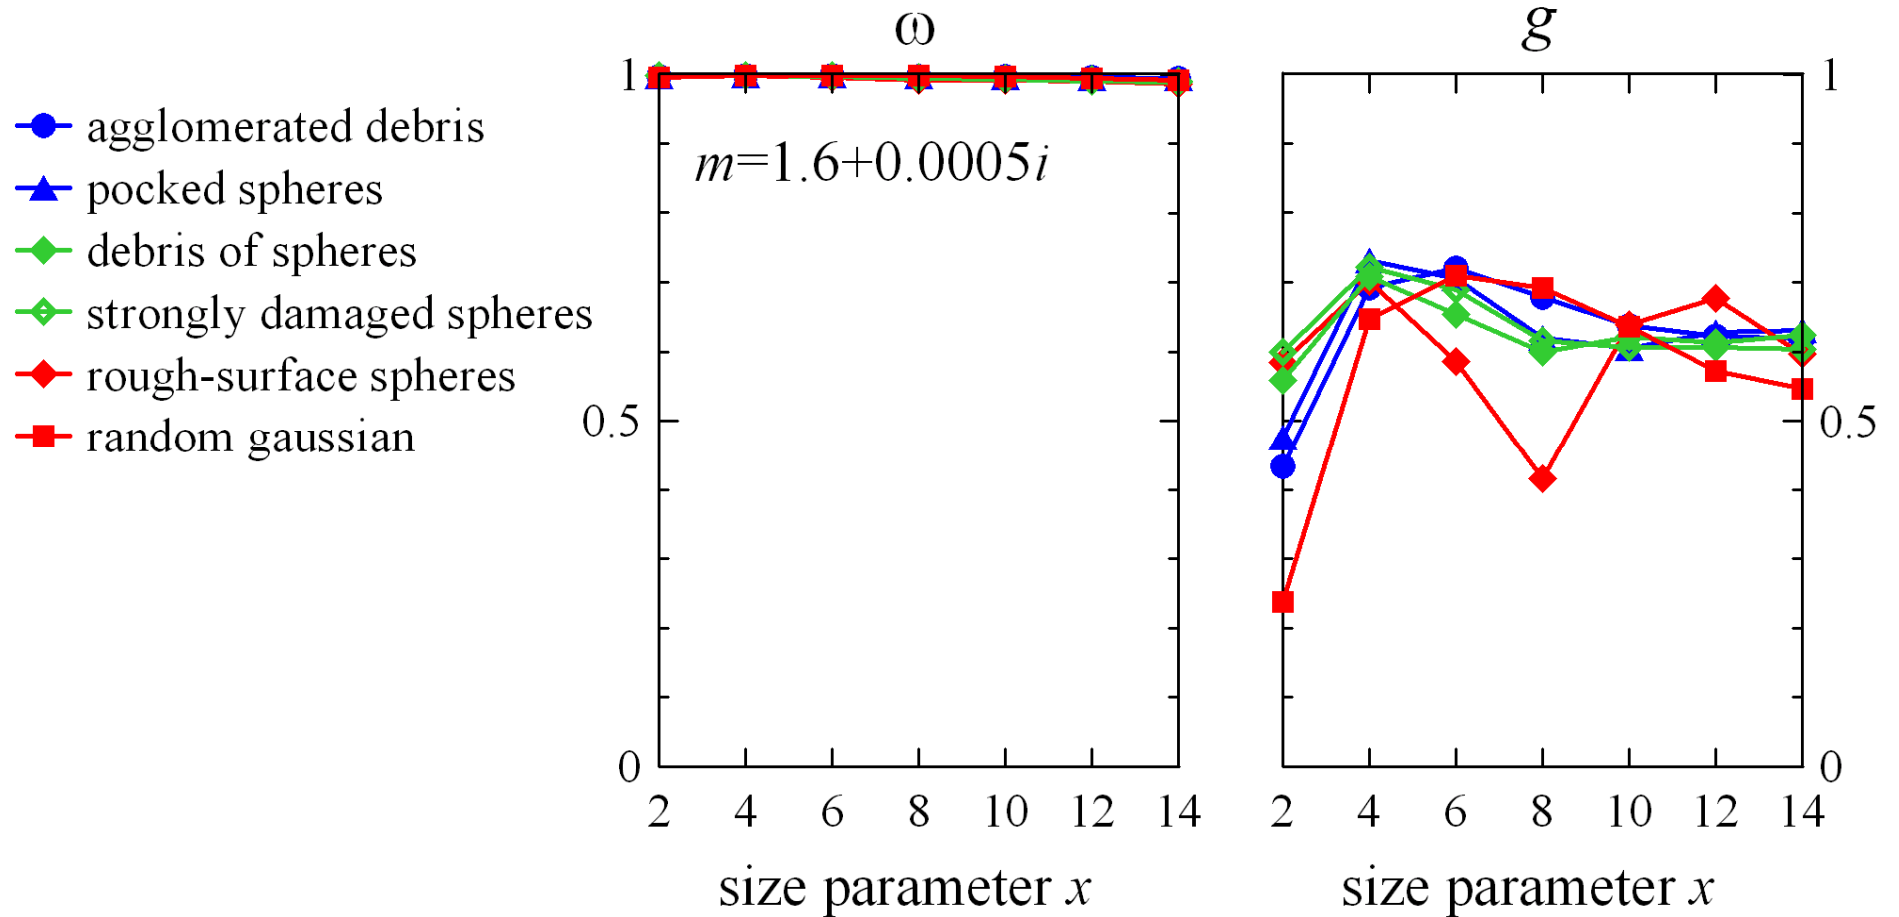 ω
g
agglomerated debris
pocked spheres
debris of spheres
strongly damaged spheres
rough-surface spheres
random gaussian
m=1.6+0.0005i
1
0.5
0
2 4 6 8 10 12 14
size parameter x
1
0.5
0
2 4 6 8 10 12 14
size parameter x